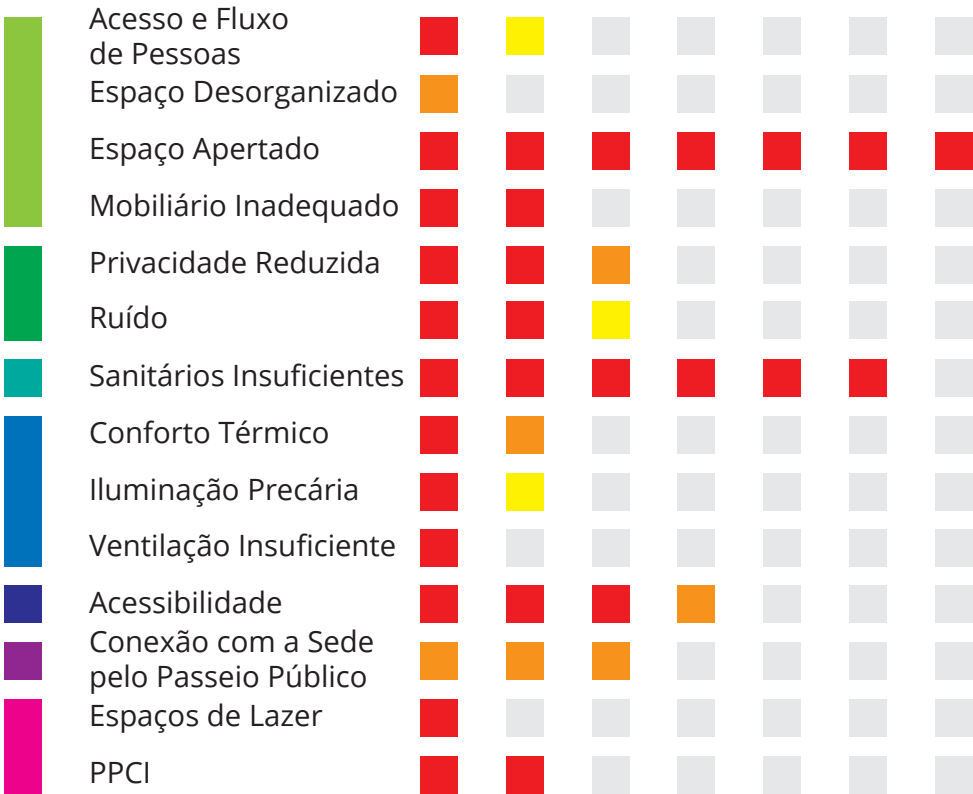 Acesso e Fluxo
de Pessoas
Espaço Desorganizado
Espaço Apertado
Mobiliário Inadequado
Privacidade Reduzida
Ruído
Sanitários Insuficientes
Conforto Térmico
Iluminação Precária
Ventilação Insuficiente
Acessibilidade
Conexão com a Sede
pelo Passeio Público
Espaços de Lazer
PPCI